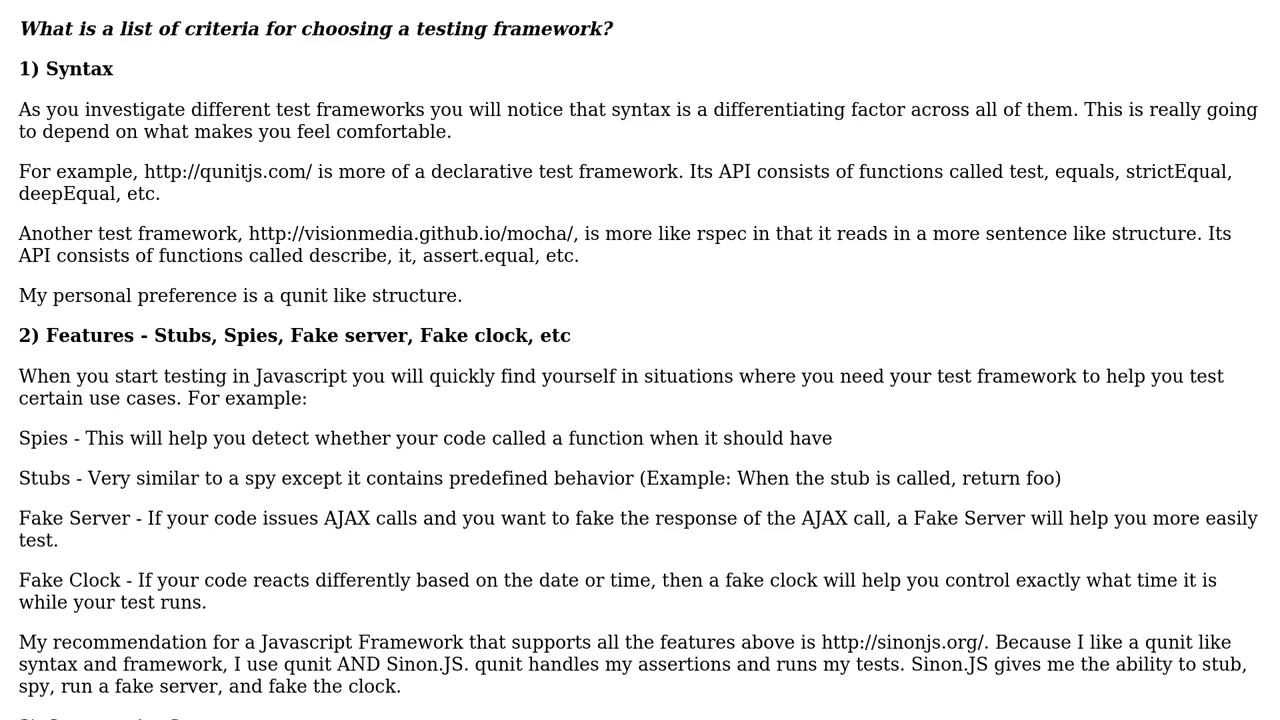 What is a list of criteria for choosing a testing framework?
1) Syntax
As you investigate different test frameworks you will notice that syntax is a differentiating factor across all of them. This is really going
to depend on what makes you feel comfortable.
For example, http://qunitjs.com/ is more of a declarative test framework. Its API consists of functions called test, equals, strictEqual,
deepEqual, etc.
Another test framework, http://visionmedia.github.io/mocha/, is more like rspec in that it reads in a more sentence like structure. Its
API consists of functions called describe, it, assert.equal, etc.
My personal preference is a qunit like structure.
2) Features - Stubs, Spies, Fake server, Fake clock, etc
When you start testing in Javascript you will quickly find yourself in situations where you need your test framework to help you test
certain use cases. For example:
Spies - This will help you detect whether your code called a function when it should have
Stubs - Very similar to a spy except it contains predefined behavior (Example: When the stub is called, return foo)
Fake Server - If your code issues AJAX calls and you want to fake the response of the AJAX call, a Fake Server will help you more easily
test.
Fake Clock - If your code reacts differently based on the date or time, then a fake clock will help you control exactly what time it is
while your test runs.
My recommendation for a Javascript Framework that supports all the features above is http://sinonjs.org/. Because I like a qunit like
syntax and framework, I use qunit AND Sinon.JS. qunit handles my assertions and runs my tests. Sinon.JS gives me the ability to stub,
spy, run a fake server, and fake the clock.